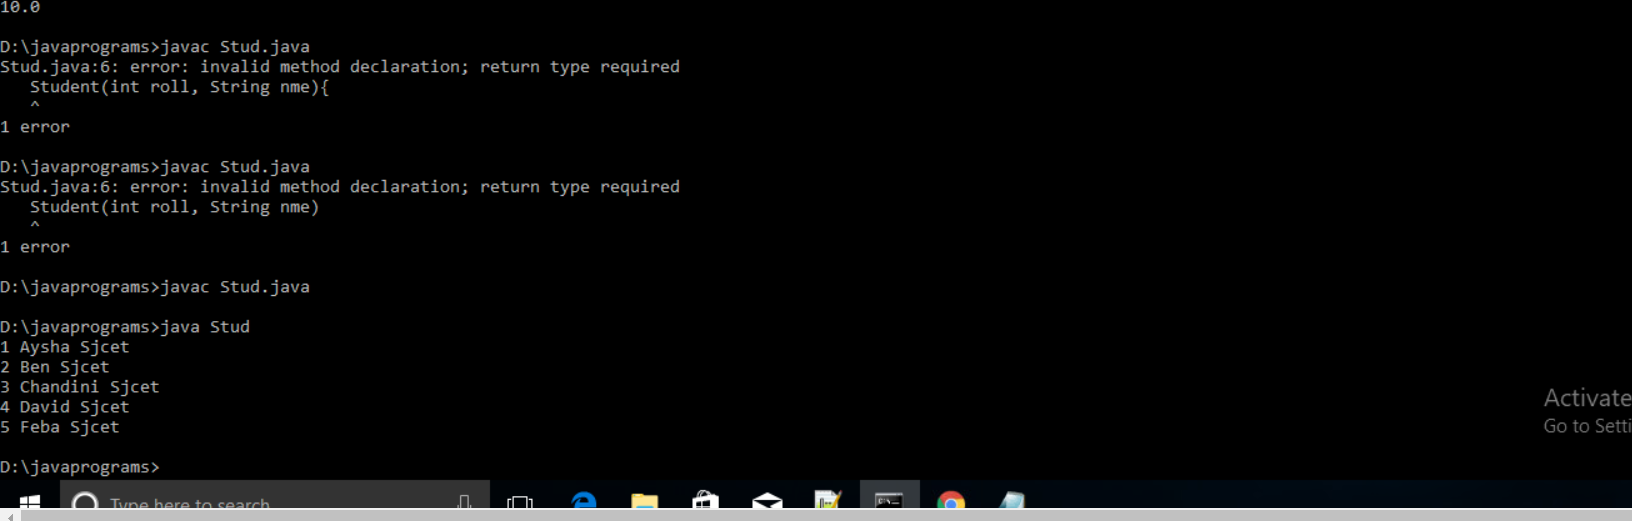 10.0
D:\javaprograms>javac Stud.java
Stud.java:6: error: invalid method declaration; return type required
Student(int roll, String nme){
^
1 error
D:\javaprograms>javac Stud.java
Stud.java:6: error: invalid method declaration; return type required
Student(int roll, String nme)
^
1 error
D:\javaprograms>javac Stud.java
D:\javaprograms>java Stud
1 Aysha Sjcet
2 Ben Sjcet
3 Chandini Sjcet
4 David Sjcet
5 Feba Sjcet
D:\javaprograms>
Activate
Go to Setti
Type here to search